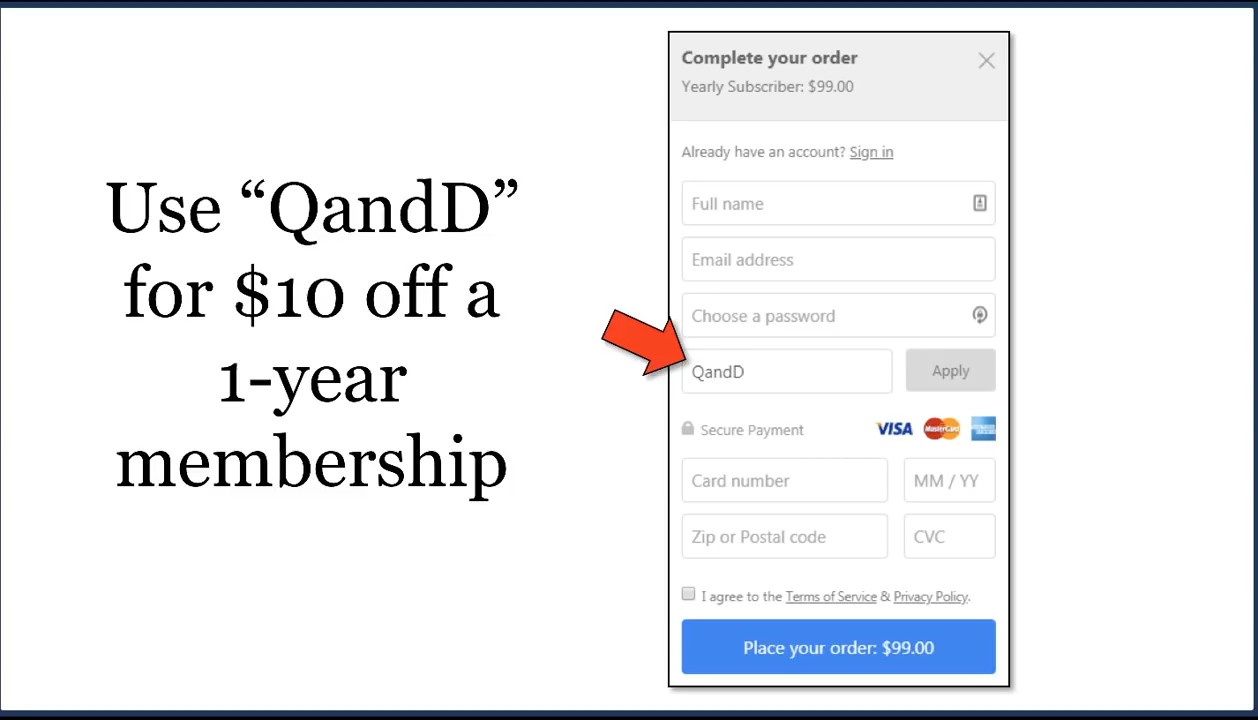 Use “QandD”
for $10 off a
1-year
membership
Complete your order
Yearly Subscriber: $99.00
Already have an account? Sign in
Full name
Email address
Choose a password
QandD
Apply
Secure Payment
VISA
MasterCard
Card number
MM / YY
Zip or Postal code
CVC
I agree to the Terms of Service & Privacy Policy.
Place your order: $99.00